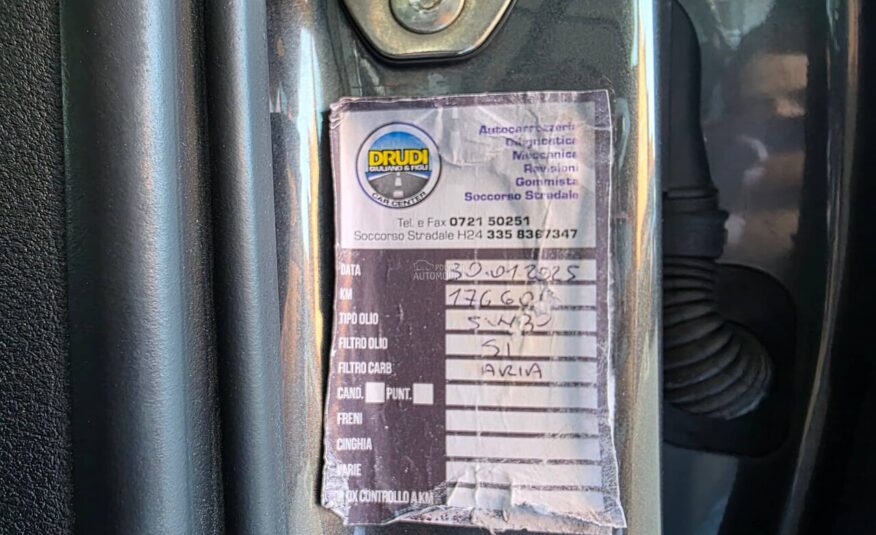 Autocarrozzeria
Diagnostica
Meccanica
Revisioni
Gommista
Soccorso Stradale
DRUDI
GIULIANO & FIGLI
CAR CENTER
Tel. e Fax 0721 50251
Soccorso Stradale H24 335 8367347
DATA 30.01.2025
KM
TIPO OLIO 5W30
FILTRO OLIO SI
FILTRO CARB ARIA
CAND. PUNT.
FRENI
CINGHIA
VARIE
CONTROLLO A KM